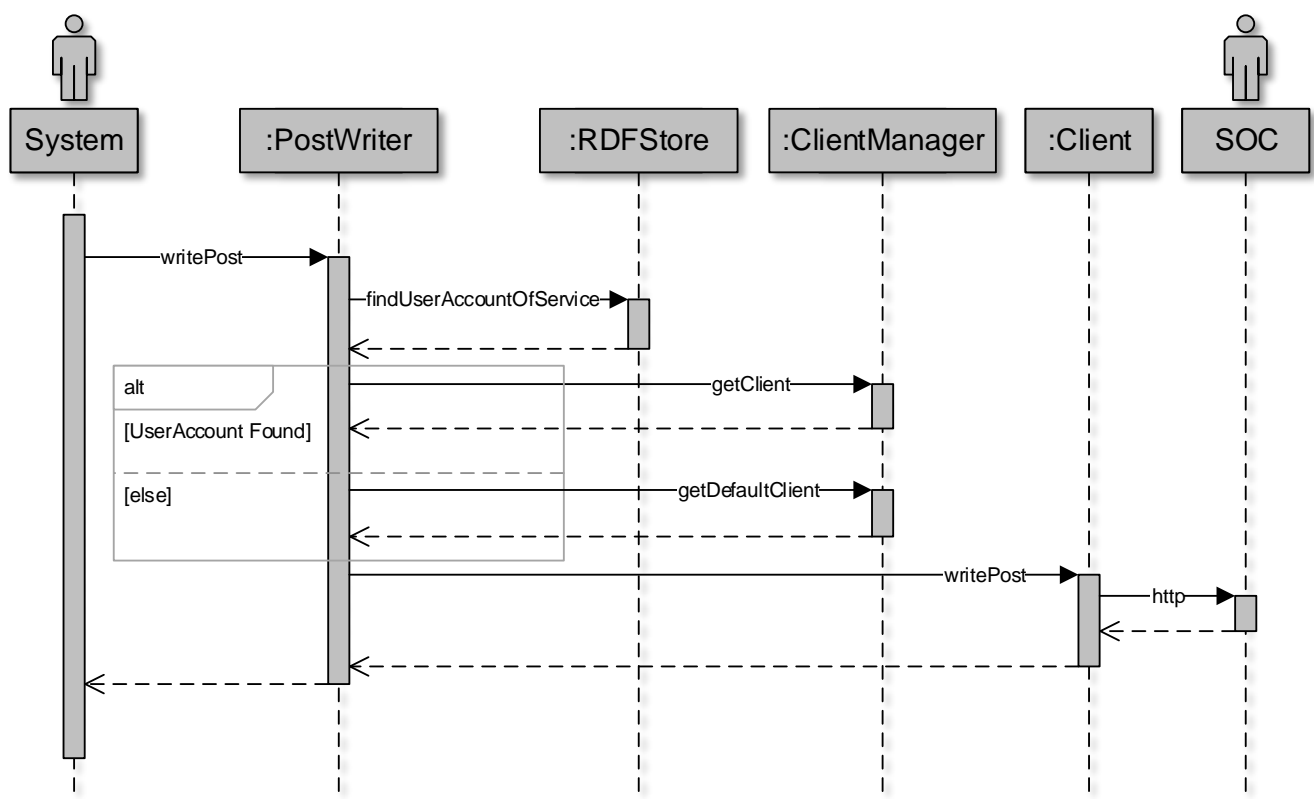 System
:PostWriter
:RDFStore
:ClientManager
:Client
SOC
writePost
findUserAccountOfService
alt
getClient
[UserAccount Found]
[else]
getDefaultClient
writePost
http